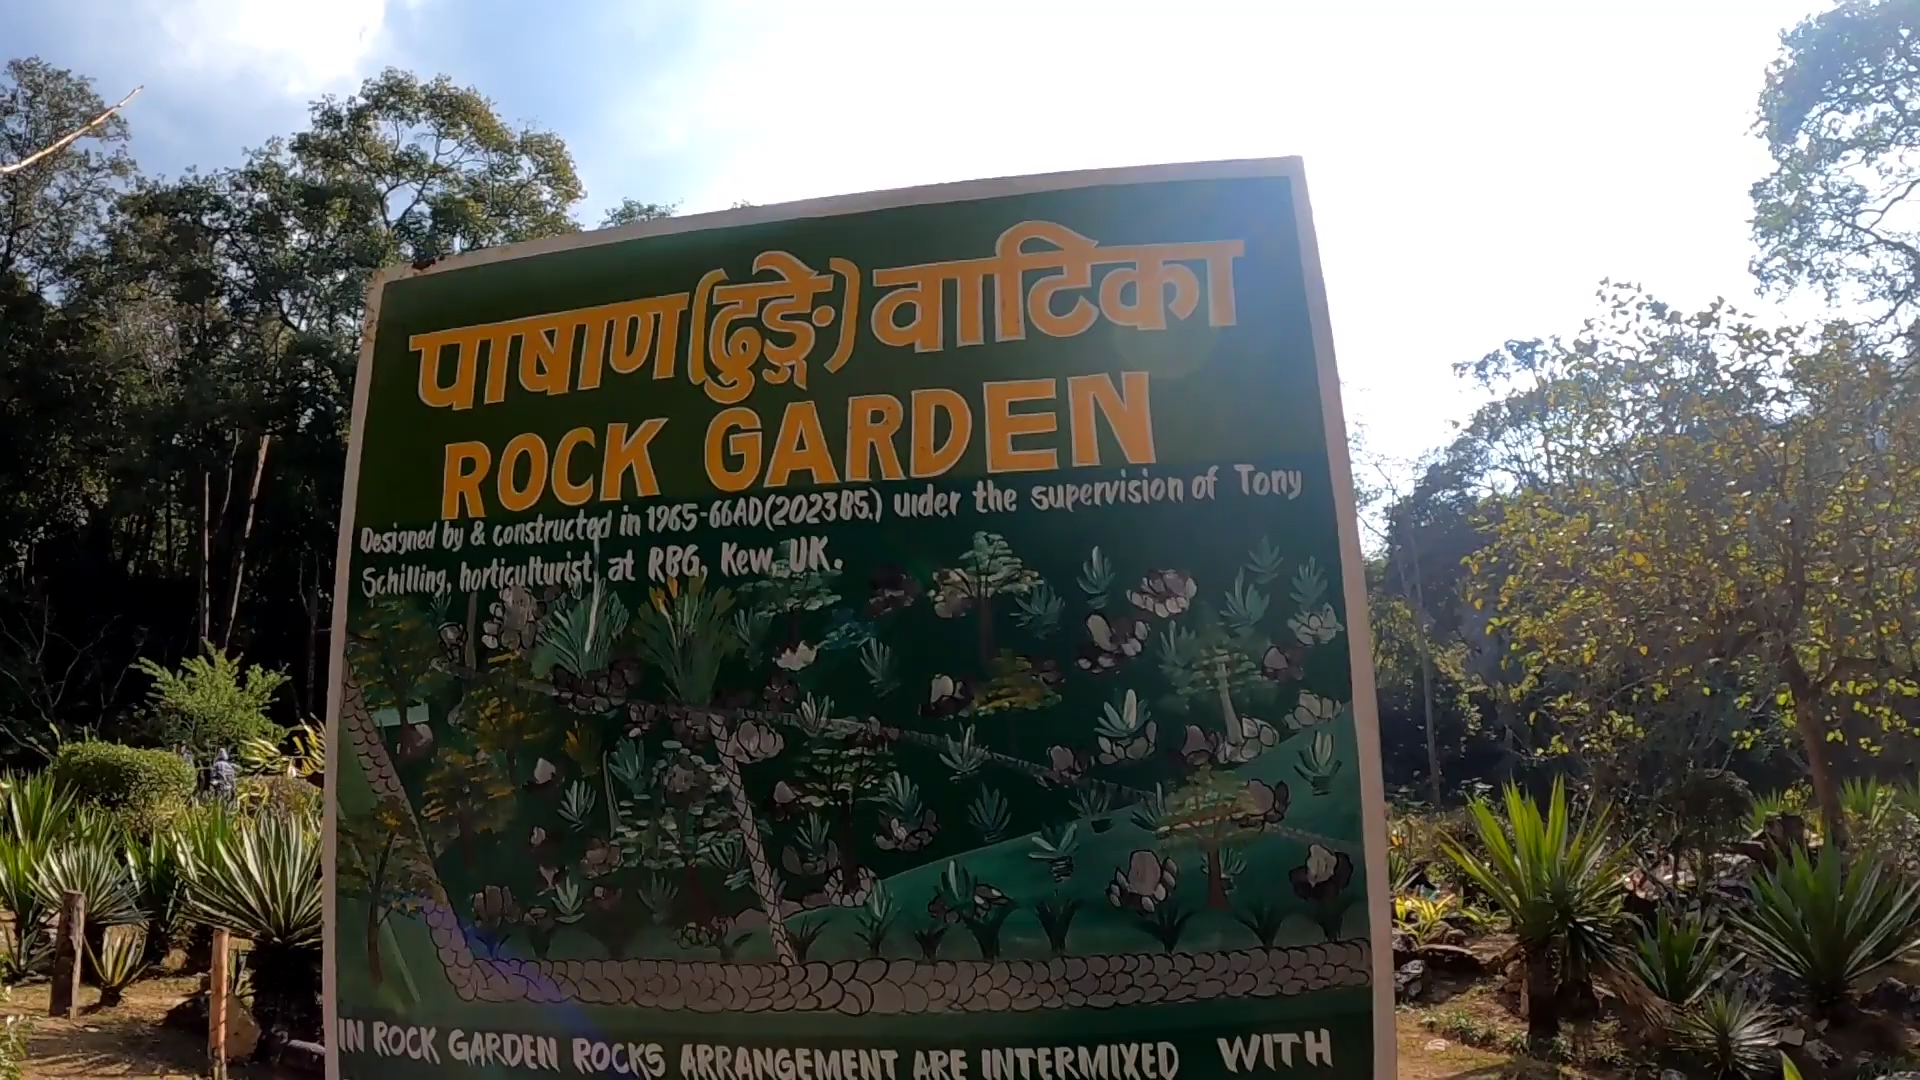 पाषाण (ढुङ्गे) वाटिका
ROCK GARDEN
Designed by & constructed in 1965-66AD(2023BS.) under the supervision of Tony
Schilling, horticulturist, at RBG, Kew, UK.
IN ROCK GARDEN ROCKS ARRANGEMENT ARE INTERMIXED WITH